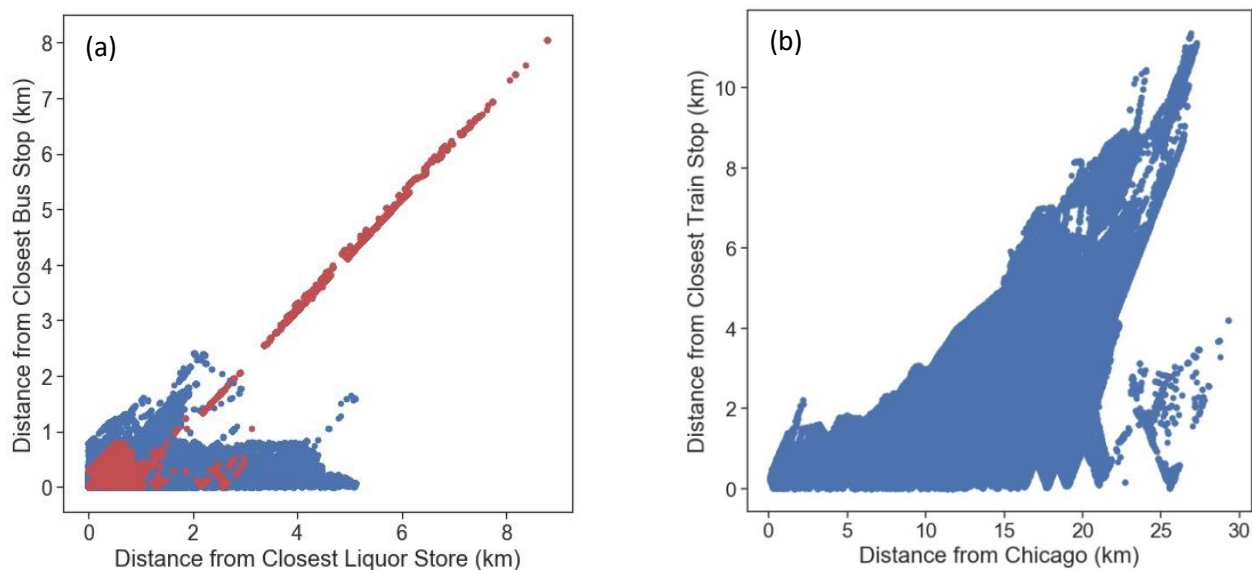 (a)
Distance from Closest Bus Stop (km)
8
7
6
5
4
3
2
1
0
0 2 4 6 8
Distance from Closest Liquor Store (km)
(b)
Distance from Closest Train Stop (km)
10
8
6
4
2
0
0 5 10 15 20 25 30
Distance from Chicago (km)